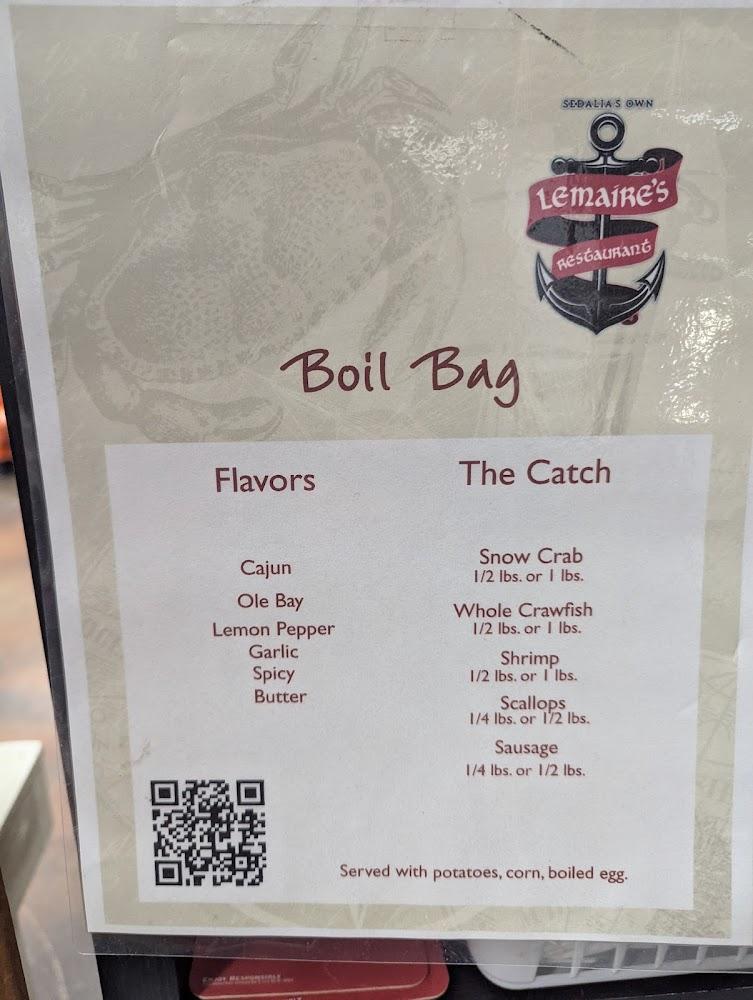 SEDALIA'S OWN
LEMAIRE'S
RESTAURANT
Boil Bag
Flavors
Cajun
Ole Bay
Lemon Pepper
Garlic
Spicy
Butter
The Catch
Snow Crab
1/2 lbs. or 1 lbs.
Whole Crawfish
1/2 lbs. or 1 lbs.
Shrimp
1/2 lbs. or 1 lbs.
Scallops
1/4 lbs. or 1/2 lbs.
Sausage
1/4 lbs. or 1/2 lbs.
Served with potatoes, corn, boiled egg.
ENJOY RESPONSIBLY